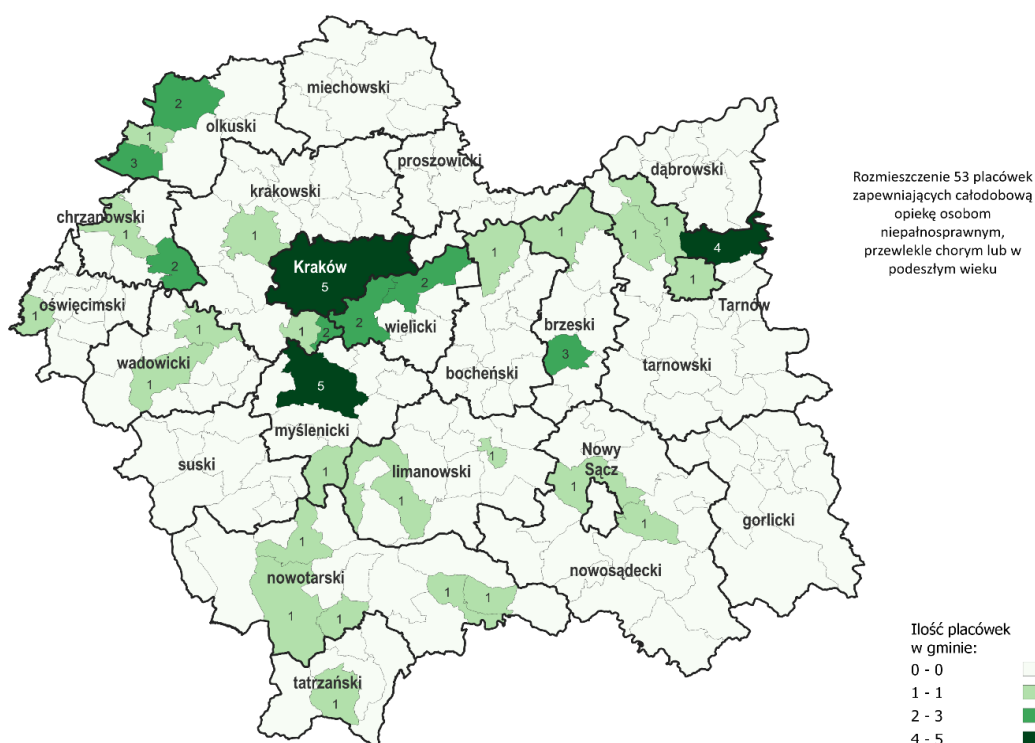 miechowski
2
olkuski
1
3
proszowicki
dąbrowski
krakowski
Rozmieszczenie 53 placówek
zapewniających całodobową
opiekę osobom
niepałnosprawnym,
przewlekle chorym lub w
podeszłym wieku
chrzanowski
1
1
1
1
1
1
4
2
Kraków
5
1
2
1
oświęcimski
1
1
Tarnów
1
2
2
wielicki
brzeski
wadowicki
1
3
tarnowski
bocheński
5
myślenicki
suski
1
limanowski
1
Nowy
Sącz
1
1
1
gorlicki
1
nowotarski
nowosądecki
1
1
1
1
tatrzański
1
Ilość placówek
w gminie:
0 - 0
1 - 1
2 - 3
4 - 5